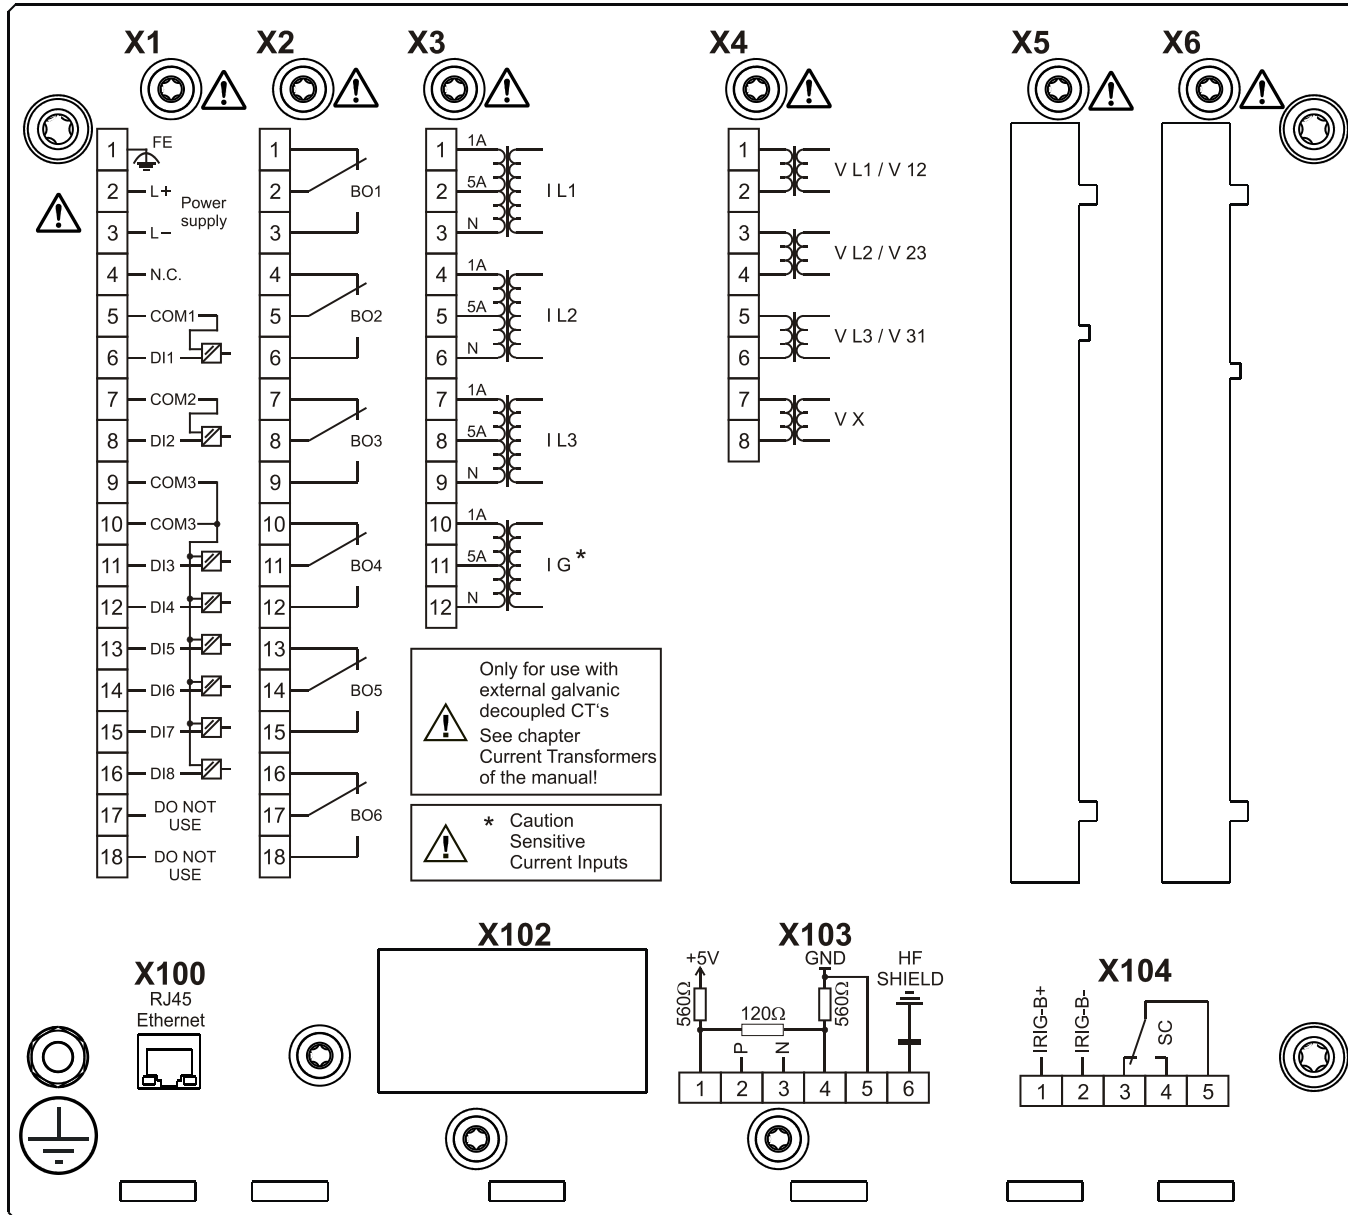 X1 X2 X3 X4 X5 X6
1 FE
2 L+
Power
supply
3 L−
4 N.C.
5 COM1
6 DI1
7 COM2
8 DI2
9 COM3
10 COM3
11 DI3
12 DI4
13 DI5
14 DI6
15 DI7
16 DI8
17 DO NOT
USE
18 DO NOT
USE
1
2 BO1
3
4
5 BO2
6
7
8 BO3
9
10
11 BO4
12
13
14 BO5
15
16
17 BO6
18
1 1A
2 5A I L1
3 N
4 1A
5 5A I L2
6 N
7 1A
8 5A I L3
9 N
10 1A
11 5A I G *
12 N
Only for use with
external galvanic
decoupled CT‘s
See chapter
Current Transformers
of the manual!
* Caution
Sensitive
Current Inputs
1
V L1 / V 12
2
3
V L2 / V 23
4
5
V L3 / V 31
6
7
V X
8
X100
RJ45
Ethernet
X102
X103
+5V GND HF
SHIELD
560Ω 120Ω 560Ω
P N
1 2 3 4 5 6
X104
IRIG-B+ IRIG-B- SC
1 2 3 4 5